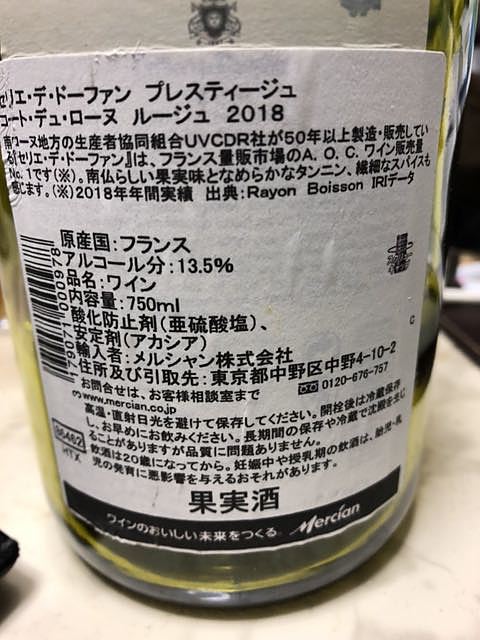 セリエ・デ・ドーファン プレスティージュ
コート・デュ・ローヌ ルージュ 2018
南ローヌ地方の生産者協同組合UVCDR社が50年以上製造・販売してい
る『セリエ・デ・ドーファン』は、フランス量販市場のA.O.C.ワイン販売量
No.1です(※)。南仏らしい果実味となめらかなタンニン、繊細なスパイスも
感じます。(※)2018年年間実績 出典:Rayon Boisson IRIデータ
原産国:フランス
アルコール分:13.5%
品名:ワイン
内容量:750ml
酸化防止剤(亜硫酸塩)、
安定剤(アカシア)
輸入者:メルシャン株式会社
住所及び引取先:東京都中野区中野4-10-2
お問合せは、お客様相談室まで 0120-676-757
www.mercian.co.jp
高温・直射日光を避けて保存してください。開栓後は冷蔵保存
し、お早めにお飲みください。長期間の保存や冷蔵で沈殿を生じ
ることがありますが品質に問題ありません。
飲酒は20歳になってから。妊娠中や授乳期の飲酒は、胎児・乳
児の発育に悪影響を与えるおそれがあります。
85462
HTX
C
果実酒
ワインのおいしい未来をつくる。 Mercian